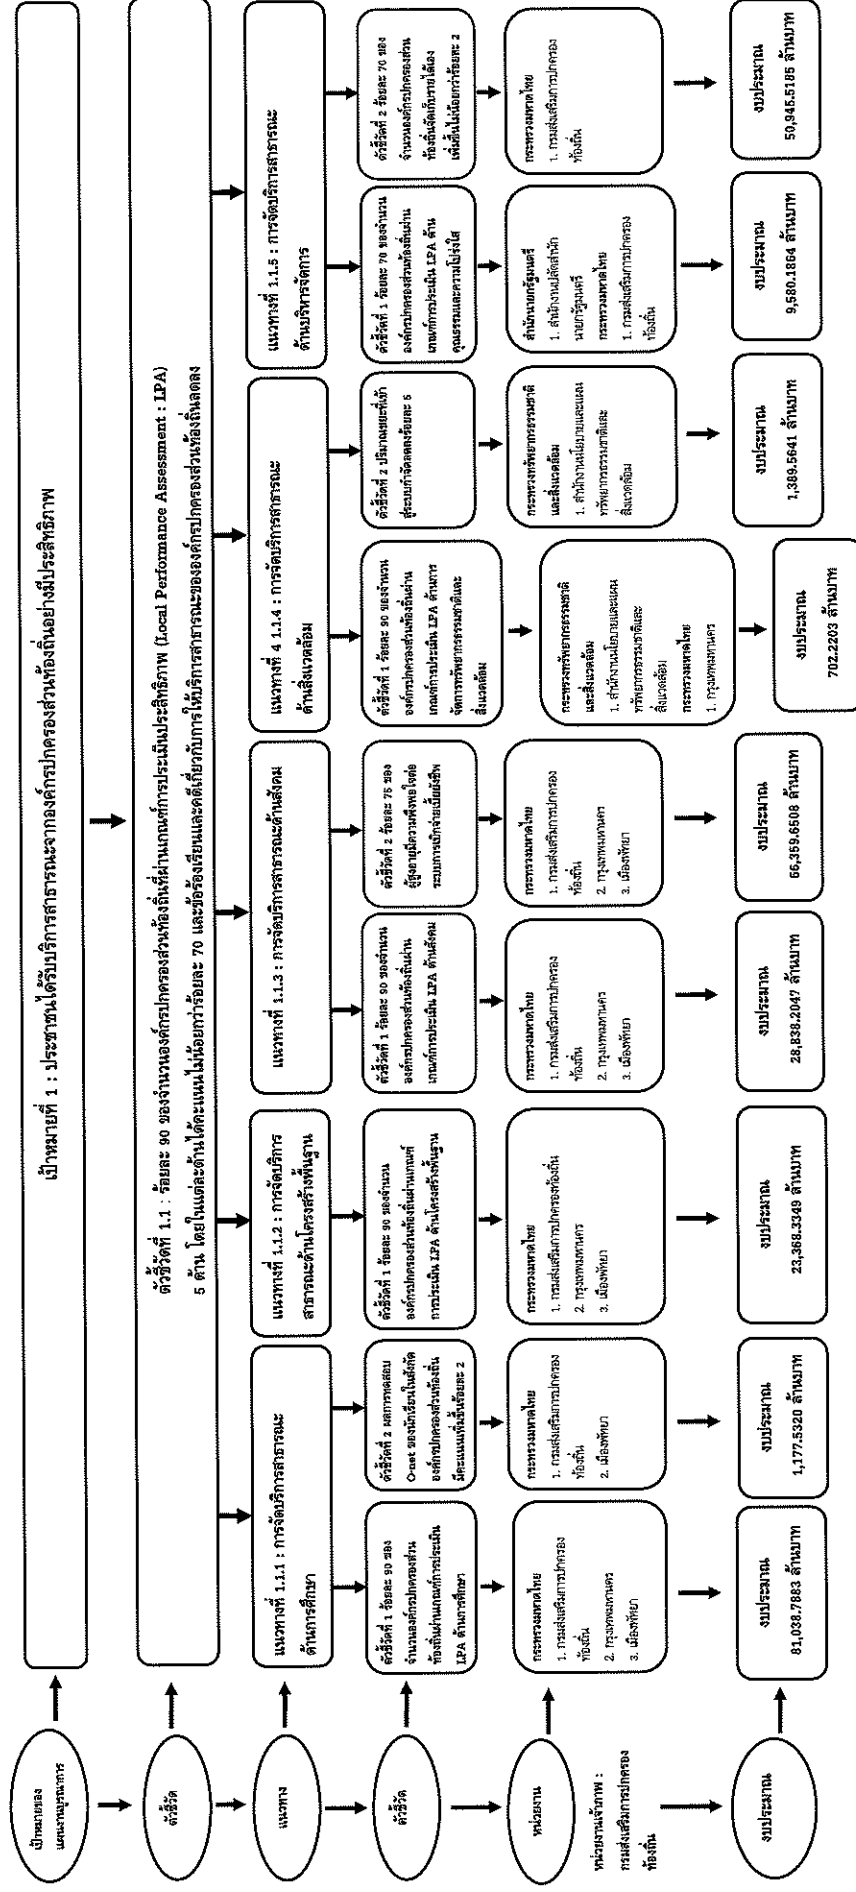 เป้าหมายของ
แผนงานบูรณาการ
เป้าหมายที่ 1 : ประชาชนได้รับบริการสาธารณะจากองค์กรปกครองส่วนท้องถิ่นอย่างมีประสิทธิภาพ
ตัวชี้วัด
ตัวชี้วัดที่ 1.1 : ร้อยละ 90 ของจำนวนองค์กรปกครองส่วนท้องถิ่นที่ผ่านเกณฑ์การประเมินประสิทธิภาพ (Local Performance Assessment : LPA)
5 ด้าน โดยในแต่ละด้านได้คะแนนไม่น้อยกว่าร้อยละ 70 และข้อร้องเรียนและคดีเกี่ยวกับการให้บริการสาธารณะขององค์กรปกครองส่วนท้องถิ่นลดลง
แนวทาง
แนวทางที่ 1.1.1 : การจัดบริการสาธารณะ
ด้านการศึกษา
แนวทางที่ 1.1.2 : การจัดบริการ
สาธารณะด้านโครงสร้างพื้นฐาน
แนวทางที่ 1.1.3 : การจัดบริการสาธารณะด้านสังคม
แนวทางที่ 4 1.1.4 : การจัดบริการสาธารณะ
ด้านสิ่งแวดล้อม
แนวทางที่ 1.1.5 : การจัดบริการสาธารณะ
ด้านบริหารจัดการ
ตัวชี้วัด
ตัวชี้วัดที่ 1 ร้อยละ 90 ของ
จำนวนองค์กรปกครองส่วน
ท้องถิ่นผ่านเกณฑ์การประเมิน
LPA ด้านการศึกษา
ตัวชี้วัดที่ 2 ผลการทดสอบ
O-net ของนักเรียนในสังกัด
องค์กรปกครองส่วนท้องถิ่น
มีคะแนนเพิ่มขึ้นร้อยละ 2
ตัวชี้วัดที่ 1 ร้อยละ 90 ของจำนวน
องค์กรปกครองส่วนท้องถิ่นผ่านเกณฑ์
การประเมิน LPA ด้านโครงสร้างพื้นฐาน
ตัวชี้วัดที่ 1 ร้อยละ 90 ของจำนวน
องค์กรปกครองส่วนท้องถิ่นผ่าน
เกณฑ์การประเมิน LPA ด้านสังคม
ตัวชี้วัดที่ 2 ร้อยละ 75 ของ
ผู้สูงอายุมีความพึงพอใจต่อ
ระบบการเบิกจ่ายเบี้ยยังชีพ
ตัวชี้วัดที่ 1 ร้อยละ 90 ของจำนวน
องค์กรปกครองส่วนท้องถิ่นผ่าน
เกณฑ์การประเมิน LPA ด้านการ
จัดการทรัพยากรธรรมชาติและ
สิ่งแวดล้อม
ตัวชี้วัดที่ 2 ปริมาณขยะที่เข้า
สู่ระบบกำจัดลดลงร้อยละ 5
ตัวชี้วัดที่ 1 ร้อยละ 70 ของจำนวน
องค์กรปกครองส่วนท้องถิ่นผ่าน
เกณฑ์การประเมิน LPA ด้าน
คุณธรรมและความโปร่งใส
ตัวชี้วัดที่ 2 ร้อยละ 70 ของ
จำนวนองค์กรปกครองส่วน
ท้องถิ่นจัดเก็บรายได้เอง
เพิ่มขึ้นไม่น้อยกว่าร้อยละ 2
หน่วยงาน
หน่วยงานเจ้าภาพ :
กรมส่งเสริมการปกครอง
ท้องถิ่น
กระทรวงมหาดไทย
1. กรมส่งเสริมการปกครอง
ท้องถิ่น
2. กรุงเทพมหานคร
3. เมืองพัทยา
กระทรวงมหาดไทย
1. กรมส่งเสริมการปกครอง
ท้องถิ่น
2. เมืองพัทยา
กระทรวงมหาดไทย
1. กรมส่งเสริมการปกครองท้องถิ่น
2. กรุงเทพมหานคร
3. เมืองพัทยา
กระทรวงมหาดไทย
1. กรมส่งเสริมการปกครอง
ท้องถิ่น
2. กรุงเทพมหานคร
3. เมืองพัทยา
กระทรวงมหาดไทย
1. กรมส่งเสริมการปกครอง
ท้องถิ่น
2. กรุงเทพมหานคร
3. เมืองพัทยา
กระทรวงทรัพยากรธรรมชาติ
และสิ่งแวดล้อม
1. สำนักงานนโยบายและแผน
ทรัพยากรธรรมชาติและ
สิ่งแวดล้อม
กระทรวงมหาดไทย
1. กรุงเทพมหานคร
กระทรวงทรัพยากรธรรมชาติ
และสิ่งแวดล้อม
1. สำนักงานนโยบายและแผน
ทรัพยากรธรรมชาติและ
สิ่งแวดล้อม
สำนักนายกรัฐมนตรี
1. สำนักงานปลัดสำนัก
นายกรัฐมนตรี
กระทรวงมหาดไทย
1. กรมส่งเสริมการปกครอง
ท้องถิ่น
กระทรวงมหาดไทย
1. กรมส่งเสริมการปกครอง
ท้องถิ่น
งบประมาณ
งบประมาณ
81,038.7883 ล้านบาท
งบประมาณ
1,177.5320 ล้านบาท
งบประมาณ
23,368.3349 ล้านบาท
งบประมาณ
28,838.2047 ล้านบาท
งบประมาณ
66,359.6508 ล้านบาท
งบประมาณ
702.2203 ล้านบาท
งบประมาณ
1,389.5641 ล้านบาท
งบประมาณ
9,580.1864 ล้านบาท
งบประมาณ
50,945.5185 ล้านบาท